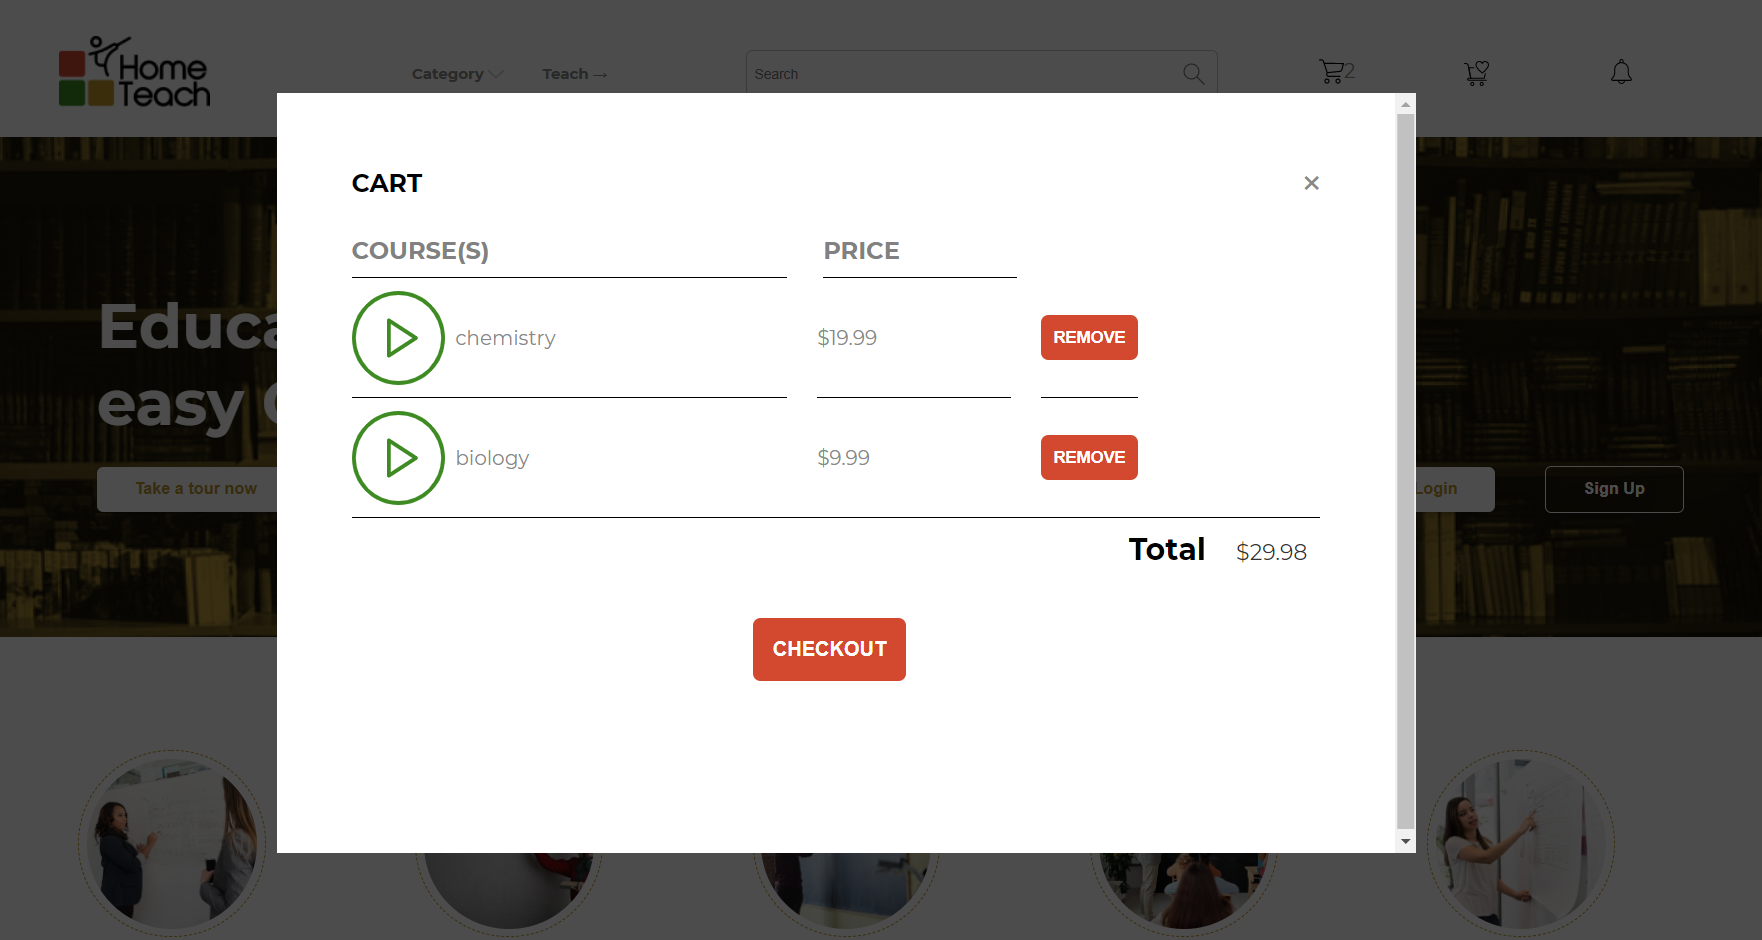 Home
Teach
Category
Teach →
Search
2
CART
×
COURSE(S) PRICE
chemistry $19.99 REMOVE
biology $9.99 REMOVE
Total $29.98
CHECKOUT
Educa
easy
Take a tour now
Login
Sign Up